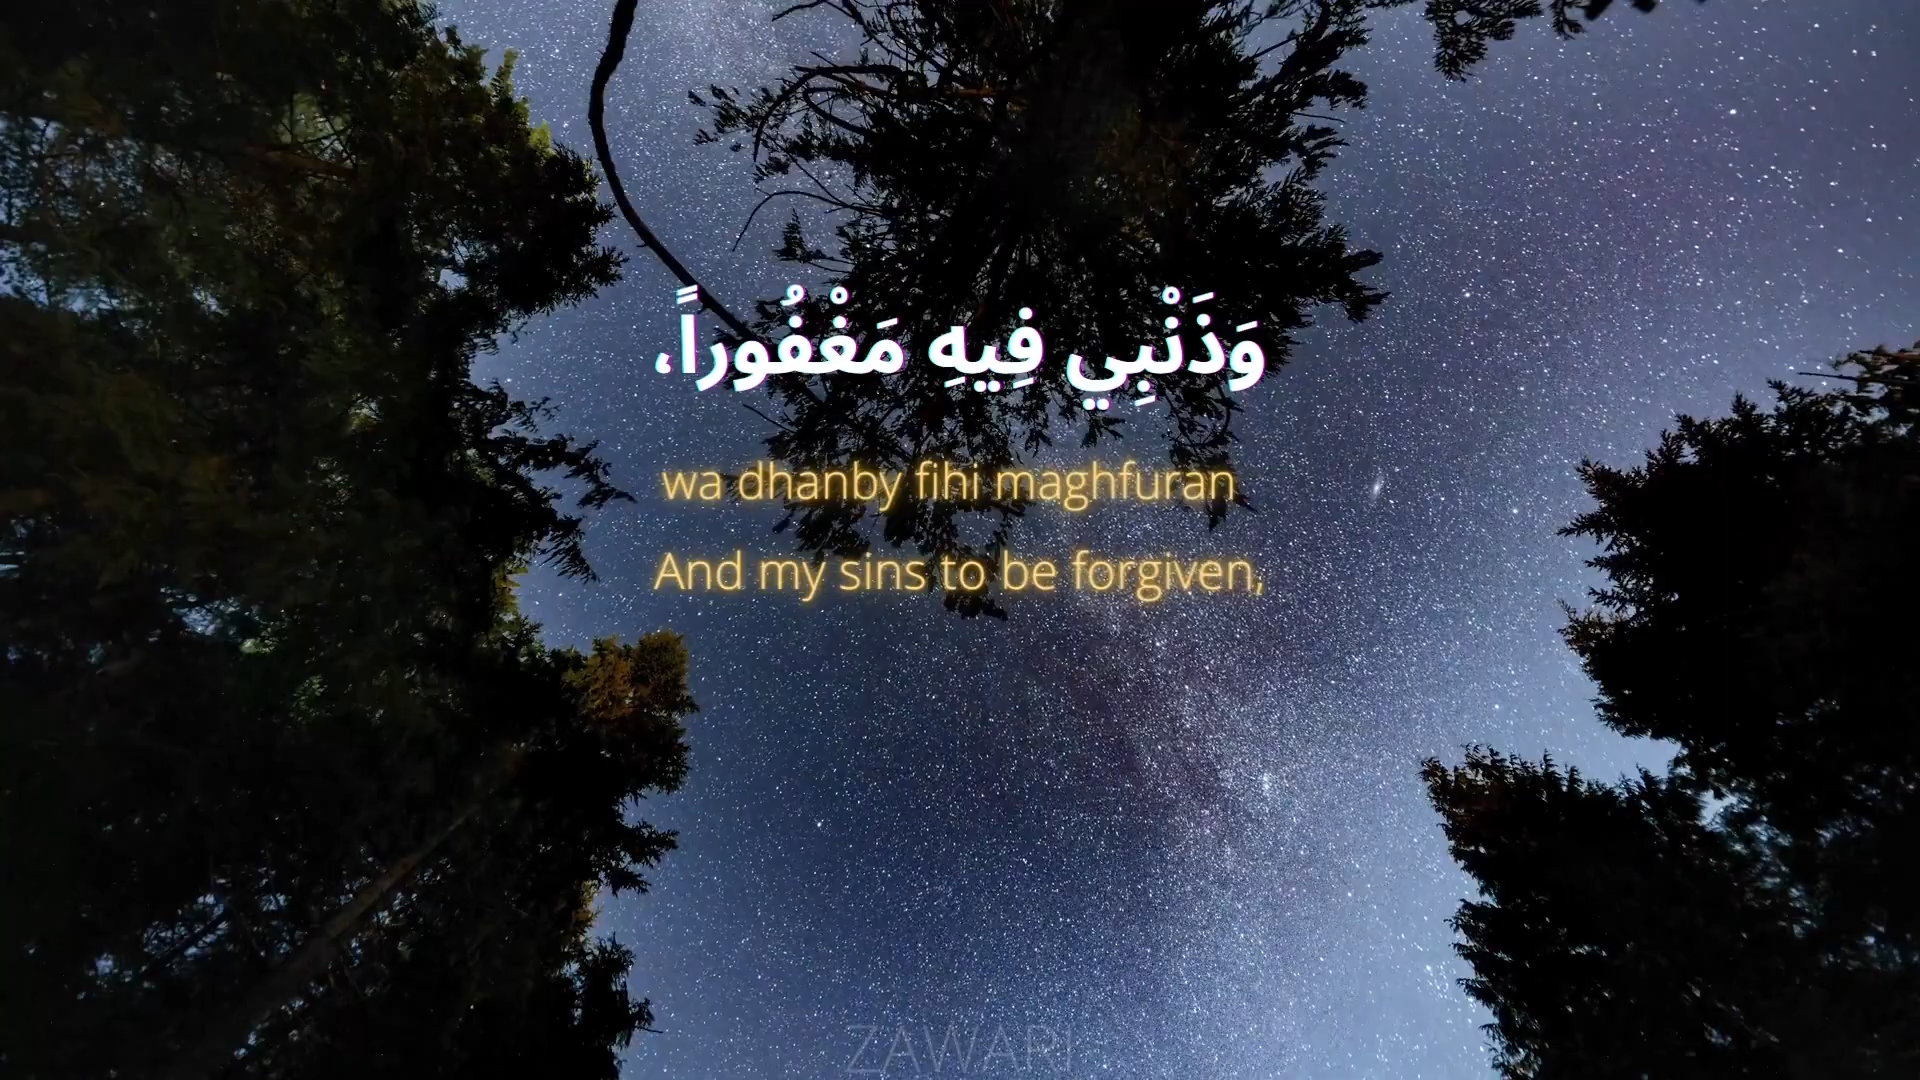 وَذَنْبِي فِيهِ مَغْفُوراً،
wa dhanby fihi maghfuran
And my sins to be forgiven,
ZAWARI